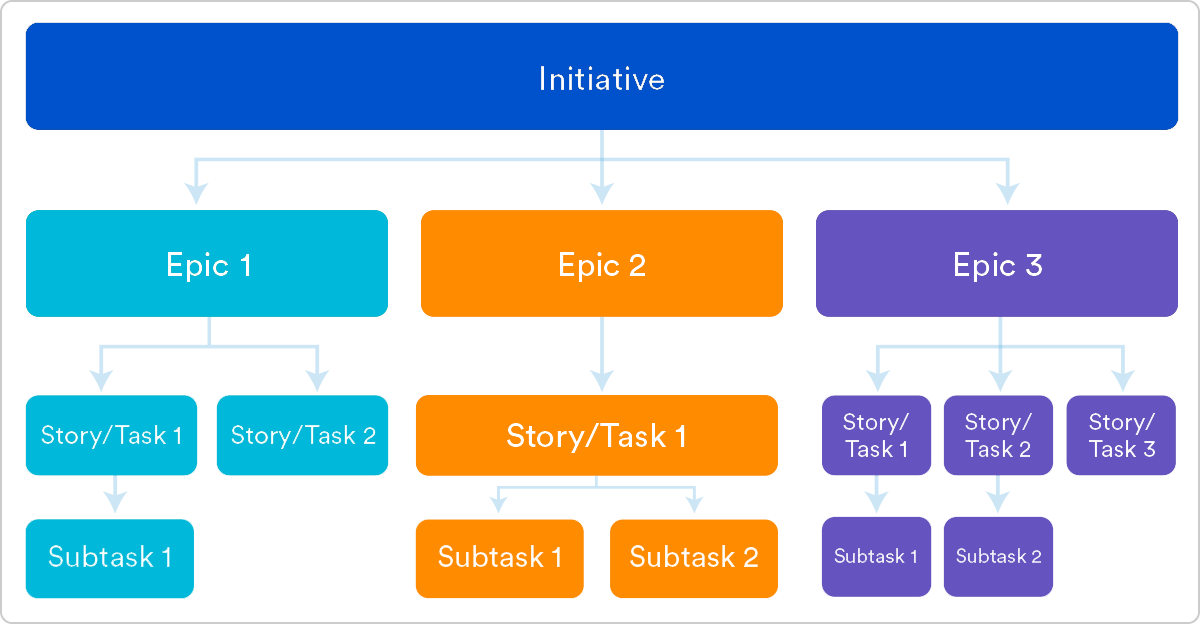 Initiative
Epic 1
Epic 2
Epic 3
Story/Task 1
Story/Task 2
Story/Task 1
Story/
Task 1
Story/
Task 2
Story/
Task 3
Subtask 1
Subtask 1
Subtask 2
Subtask 1
Subtask 2